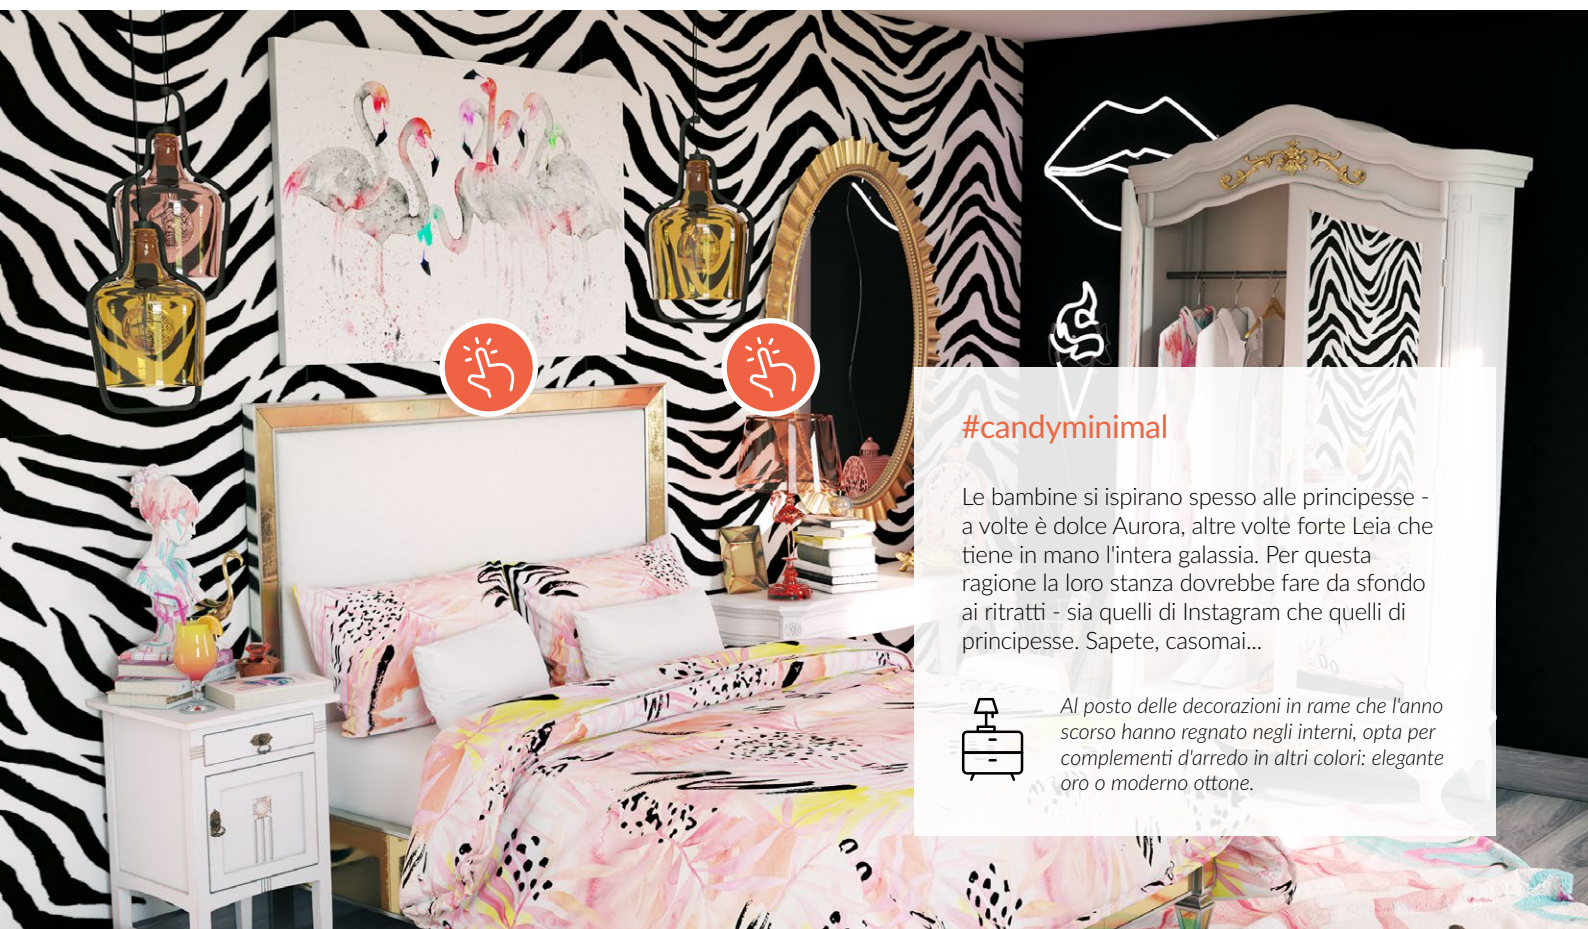 #candyminimal
Le bambine si ispirano spesso alle principesse -
a volte è dolce Aurora, altre volte forte Leia che
tiene in mano l'intera galassia. Per questa
ragione la loro stanza dovrebbe fare da sfondo
ai ritratti - sia quelli di Instagram che quelli di
principesse. Sapete, casomai...
Al posto delle decorazioni in rame che l'anno
scorso hanno regnato negli interni, opta per
complementi d'arredo in altri colori: elegante
oro o moderno ottone.